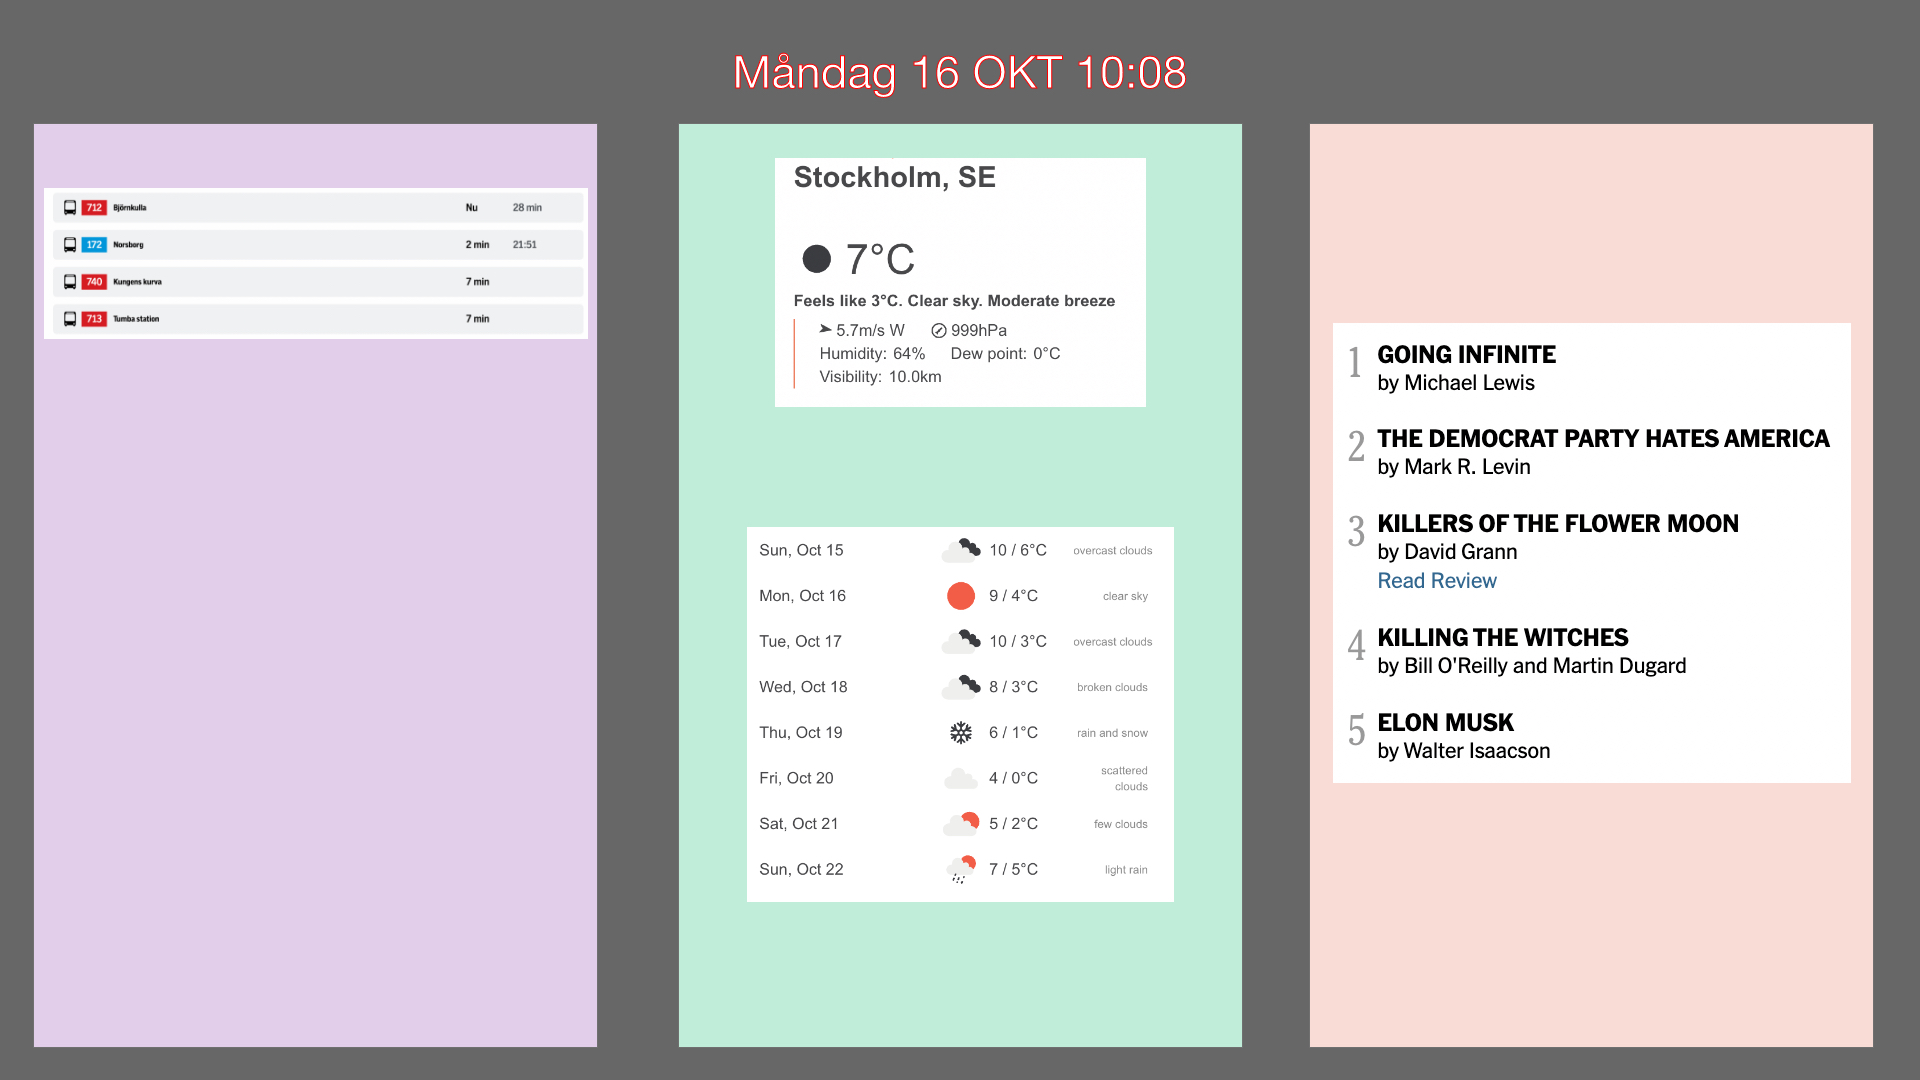 Måndag 16 OKT 10:08
712 Björnkulla Nu 28 min
172 Norsborg 2 min 21:51
740 Kungens kurva 7 min
713 Tumba station 7 min
Stockholm, SE
7°C
Feels like 3°C. Clear sky. Moderate breeze
5.7m/s W 999hPa
Humidity: 64% Dew point: 0°C
Visibility: 10.0km
Sun, Oct 15 10 / 6°C overcast clouds
Mon, Oct 16 9 / 4°C clear sky
Tue, Oct 17 10 / 3°C overcast clouds
Wed, Oct 18 8 / 3°C broken clouds
Thu, Oct 19 6 / 1°C rain and snow
Fri, Oct 20 4 / 0°C scattered
clouds
Sat, Oct 21 5 / 2°C few clouds
Sun, Oct 22 7 / 5°C light rain
1 GOING INFINITE
by Michael Lewis
2 THE DEMOCRAT PARTY HATES AMERICA
by Mark R. Levin
3 KILLERS OF THE FLOWER MOON
by David Grann
Read Review
4 KILLING THE WITCHES
by Bill O'Reilly and Martin Dugard
5 ELON MUSK
by Walter Isaacson